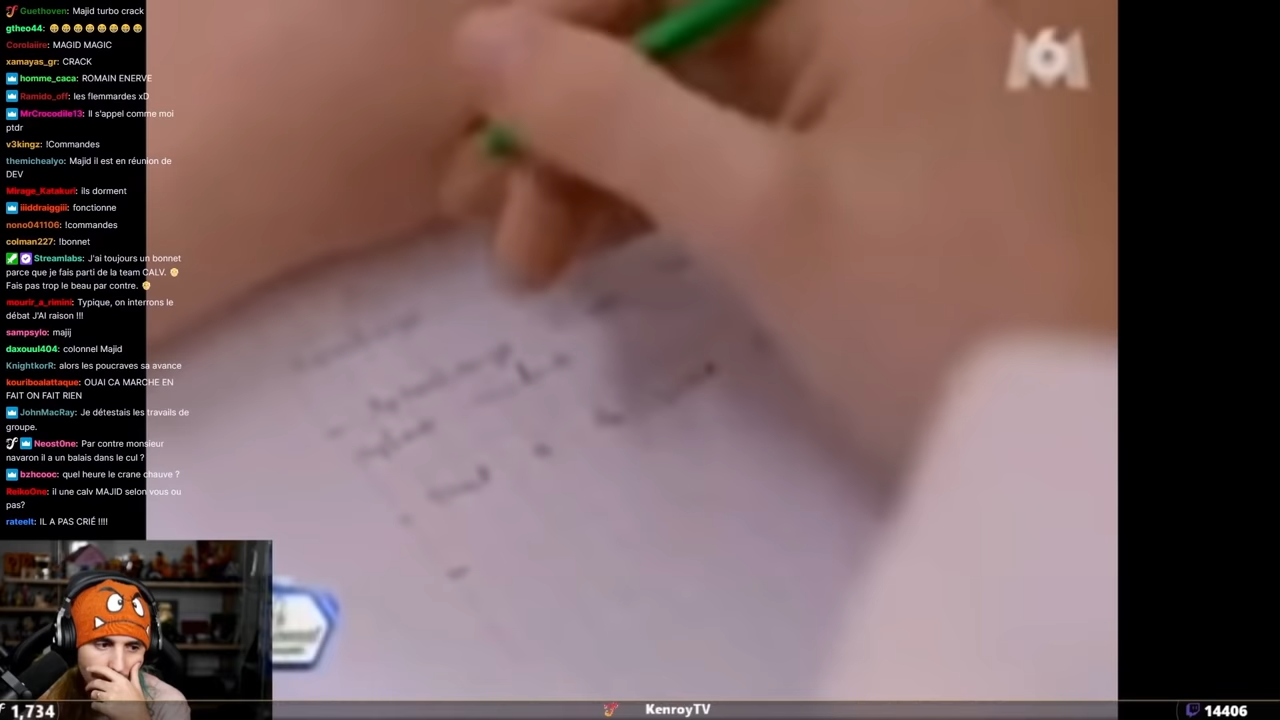 Guethoven: Majid turbo crack
gtheo44:
Corolaiire: MAGID MAGIC
xamayas_gr: CRACK
homme_caca: ROMAIN ENERVE
Ramido_off: les flemmardes xD
MrCrocodile13: Il s'appel comme moi
ptdr
v3kingz: !Commandes
themichealyo: Majid il est en réunion de
DEV
Mirage_Katakuri: ils dorment
iiiddraiggiii: fonctionne
nono041106: !commandes
colman227: !bonnet
Streamlabs: J'ai toujours un bonnet
parce que je fais parti de la team CALV.
Fais pas trop le beau par contre.
mourir_a_rimini: Typique, on interrons le
débat J'AI raison !!!
sampsylo: majij
daxouul404: colonnel Majid
KnightkorR: alors les poucraves sa avance
kouriboalattaque: OUAI CA MARCHE EN
FAIT ON FAIT RIEN
JohnMacRay: Je détestais les travails de
groupe.
NeostOne: Par contre monsieur
navaron il a un balais dans le cul ?
bzhcooc: quel heure le crane chauve ?
ReikoOne: il une calv MAJID selon vous ou
pas?
rateelt: IL A PAS CRIÉ !!!!
M6
1,734
KenroyTV
14406